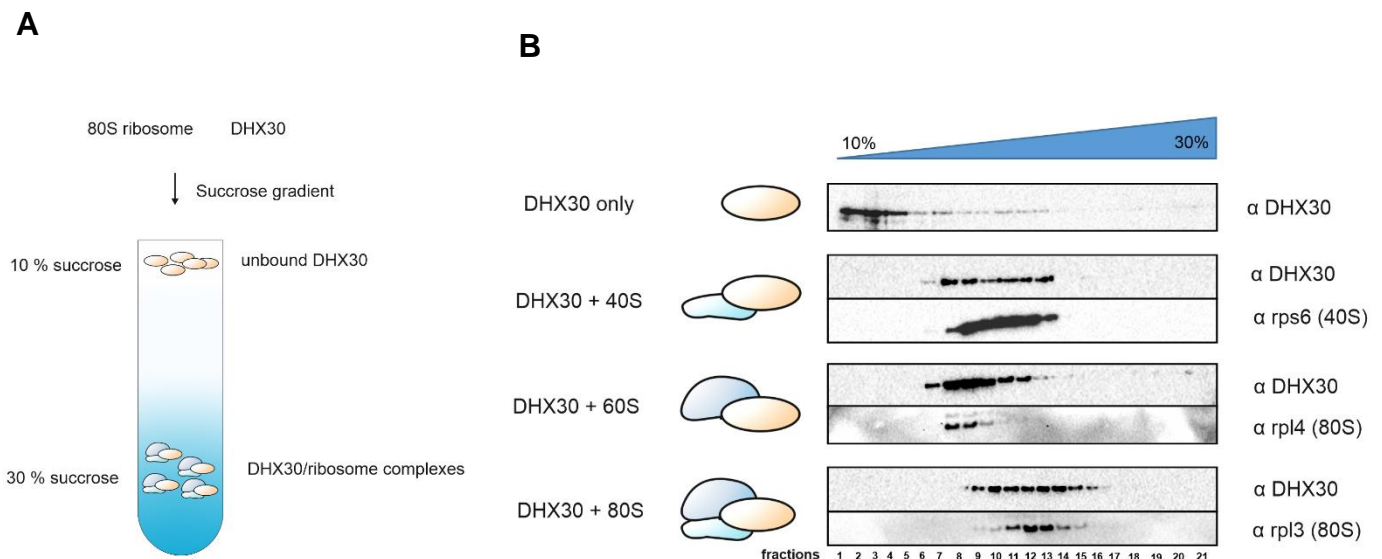 A
80S ribosome DHX30
Succrose gradient
10 % sucrose
unbound DHX30
30 % sucrose
DHX30/ribosome complexes
B
10% 30%
DHX30 only
α DHX30
DHX30 + 40S
α DHX30
α rps6 (40S)
DHX30 + 60S
α DHX30
α rpl4 (80S)
DHX30 + 80S
α DHX30
α rpl3 (80S)
fractions 1 2 3 4 5 6 7 8 9 10 11 12 13 14 15 16 17 18 19 20 21